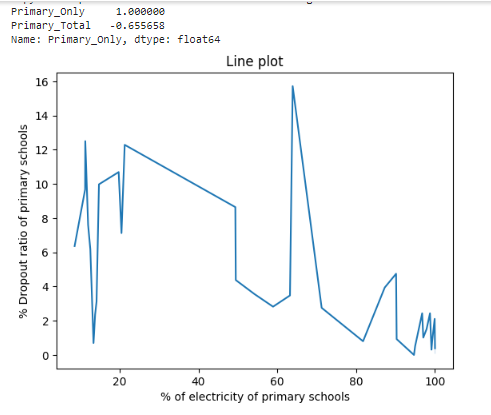 Primary_Only 1.000000
Primary_Total -0.655658
Name: Primary_Only, dtype: float64
Line plot
16
14
12
10
8
6
4
2
0
% Dropout ratio of primary schools
20 40 60 80 100
% of electricity of primary schools